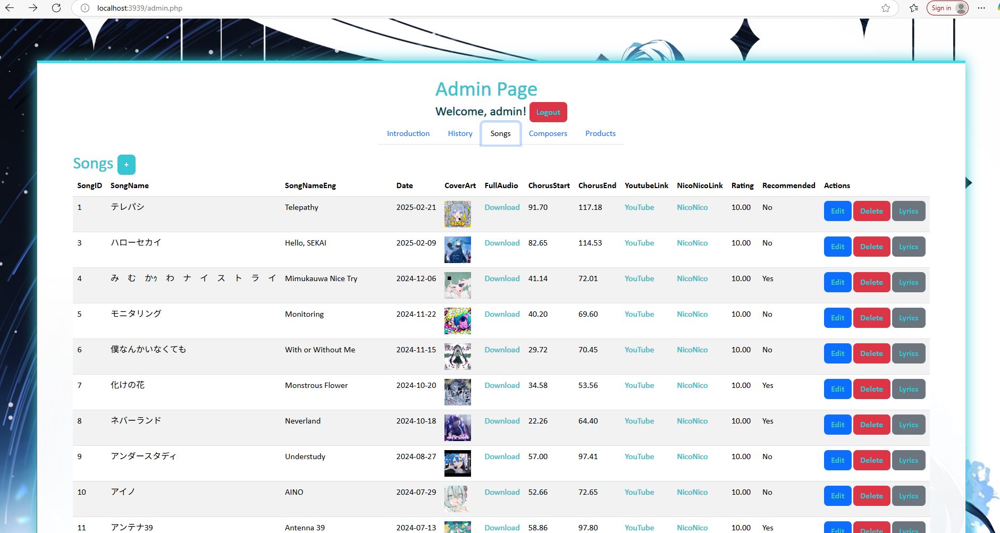 localhost:3939/admin.php
Sign in
Admin Page
Welcome, admin! Logout
Introduction History Songs Composers Products
Songs +
SongID SongName SongNameEng Date CoverArt FullAudio ChorusStart ChorusEnd YoutubeLink NicoNicoLink Rating Recommended Actions
1 テレパシ Telepathy 2025-02-21 Download 91.70 117.18 YouTube NicoNico 10.00 No Edit Delete Lyrics
3 ハローセカイ Hello, SEKAI 2025-02-09 Download 82.65 114.53 YouTube NicoNico 10.00 No Edit Delete Lyrics
4 み　む　かｩ　わ　ナ　イ　ス　ト　ラ　イ Mimukauwa Nice Try 2024-12-06 Download 41.14 72.01 YouTube NicoNico 10.00 Yes Edit Delete Lyrics
5 モニタリング Monitoring 2024-11-22 Download 40.20 69.60 YouTube NicoNico 10.00 No Edit Delete Lyrics
6 僕なんかいなくても With or Without Me 2024-11-15 僕な んか いなくても Download 29.72 70.45 YouTube NicoNico 10.00 No Edit Delete Lyrics
7 化けの花 Monstrous Flower 2024-10-20 Download 34.58 53.56 YouTube NicoNico 10.00 Yes Edit Delete Lyrics
8 ネバーランド Neverland 2024-10-18 Download 22.26 64.40 YouTube NicoNico 10.00 Yes Edit Delete Lyrics
9 アンダースタディ Understudy 2024-08-27 Download 57.00 97.41 YouTube NicoNico 10.00 No Edit Delete Lyrics
10 アイノ AINO 2024-07-29 Download 52.66 72.65 YouTube NicoNico 10.00 No Edit Delete Lyrics
11 アンテナ39 Antenna 39 2024-07-13 Download 58.86 97.80 YouTube NicoNico 10.00 Yes Edit Delete Lyrics